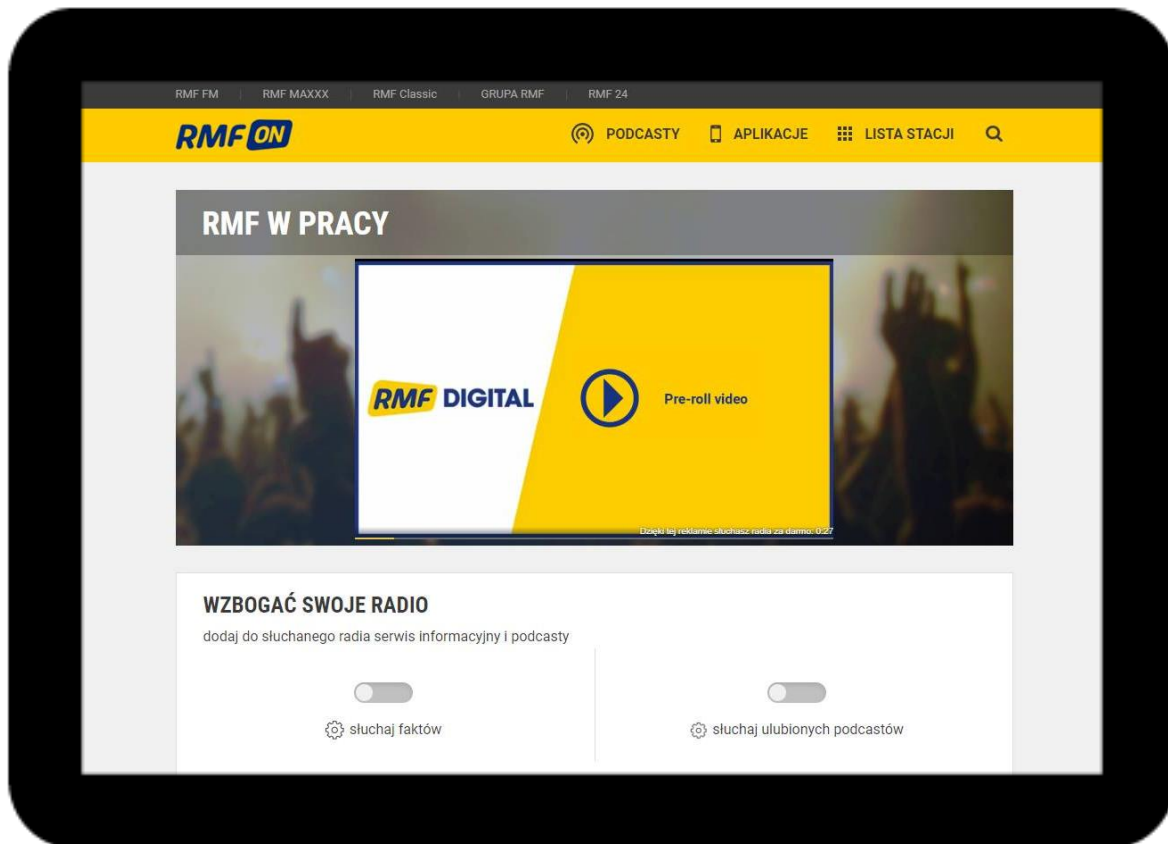 RMF FM | RMF MAXXX | RMF Classic | GRUPA RMF | RMF 24
RMF ON PODCASTY APLIKACJE LISTA STACJI
RMF W PRACY
RMF DIGITAL Pre-roll video
Dzięki tej reklamie słuchasz radia za darmo: 0:27
WZBOGAĆ SWOJE RADIO
dodaj do słuchanego radia serwis informacyjny i podcasty
słuchaj faktów słuchaj ulubionych podcastów